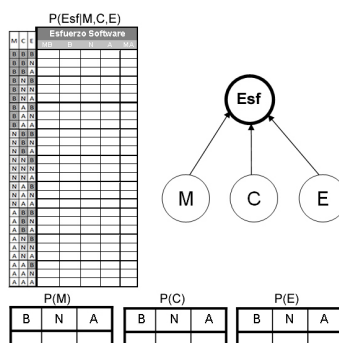 P(Esf|M,C,E)
M C E Esfuerzo Software
MB B N A MA
B B B
B B N
B B A
B N B
B N N
B N A
B A B
B A N
B A A
N B B
N B N
N B A
N N B
N N N
N N A
N A B
N A N
N A A
A B B
A B N
A B A
A N B
A N N
A N A
A A B
A A N
A A A
Esf
M C E
P(M) P(C) P(E)
B N A B N A B N A